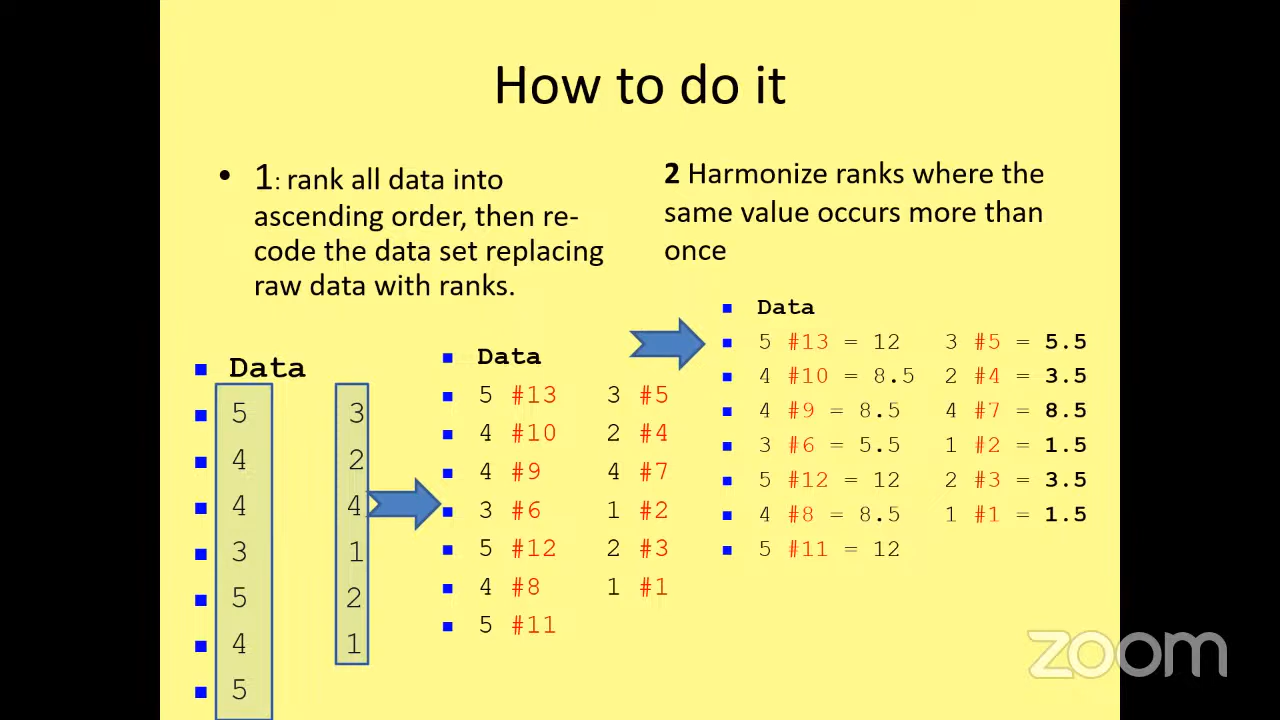 How to do it
• 1: rank all data into
ascending order, then re-
code the data set replacing
raw data with ranks.
2 Harmonize ranks where the
same value occurs more than
once
Data
5 3
4 2
4 4
3 1
5 2
4 1
5
Data
5 #13 3 #5
4 #10 2 #4
4 #9 4 #7
3 #6 1 #2
5 #12 2 #3
4 #8 1 #1
5 #11
Data
5 #13 = 12 3 #5 = 5.5
4 #10 = 8.5 2 #4 = 3.5
4 #9 = 8.5 4 #7 = 8.5
3 #6 = 5.5 1 #2 = 1.5
5 #12 = 12 2 #3 = 3.5
4 #8 = 8.5 1 #1 = 1.5
5 #11 = 12
zoom